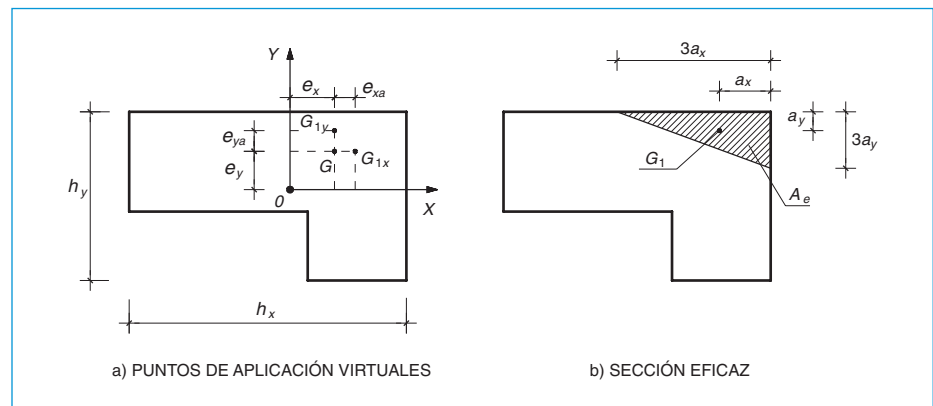 Y
e_x
e_xa
G_1y
e_ya
G
G_1x
e_y
h_y
0
X
h_x
a) PUNTOS DE APLICACIÓN VIRTUALES
3a_x
a_x
a_y
3a_y
G_1
A_e
b) SECCIÓN EFICAZ